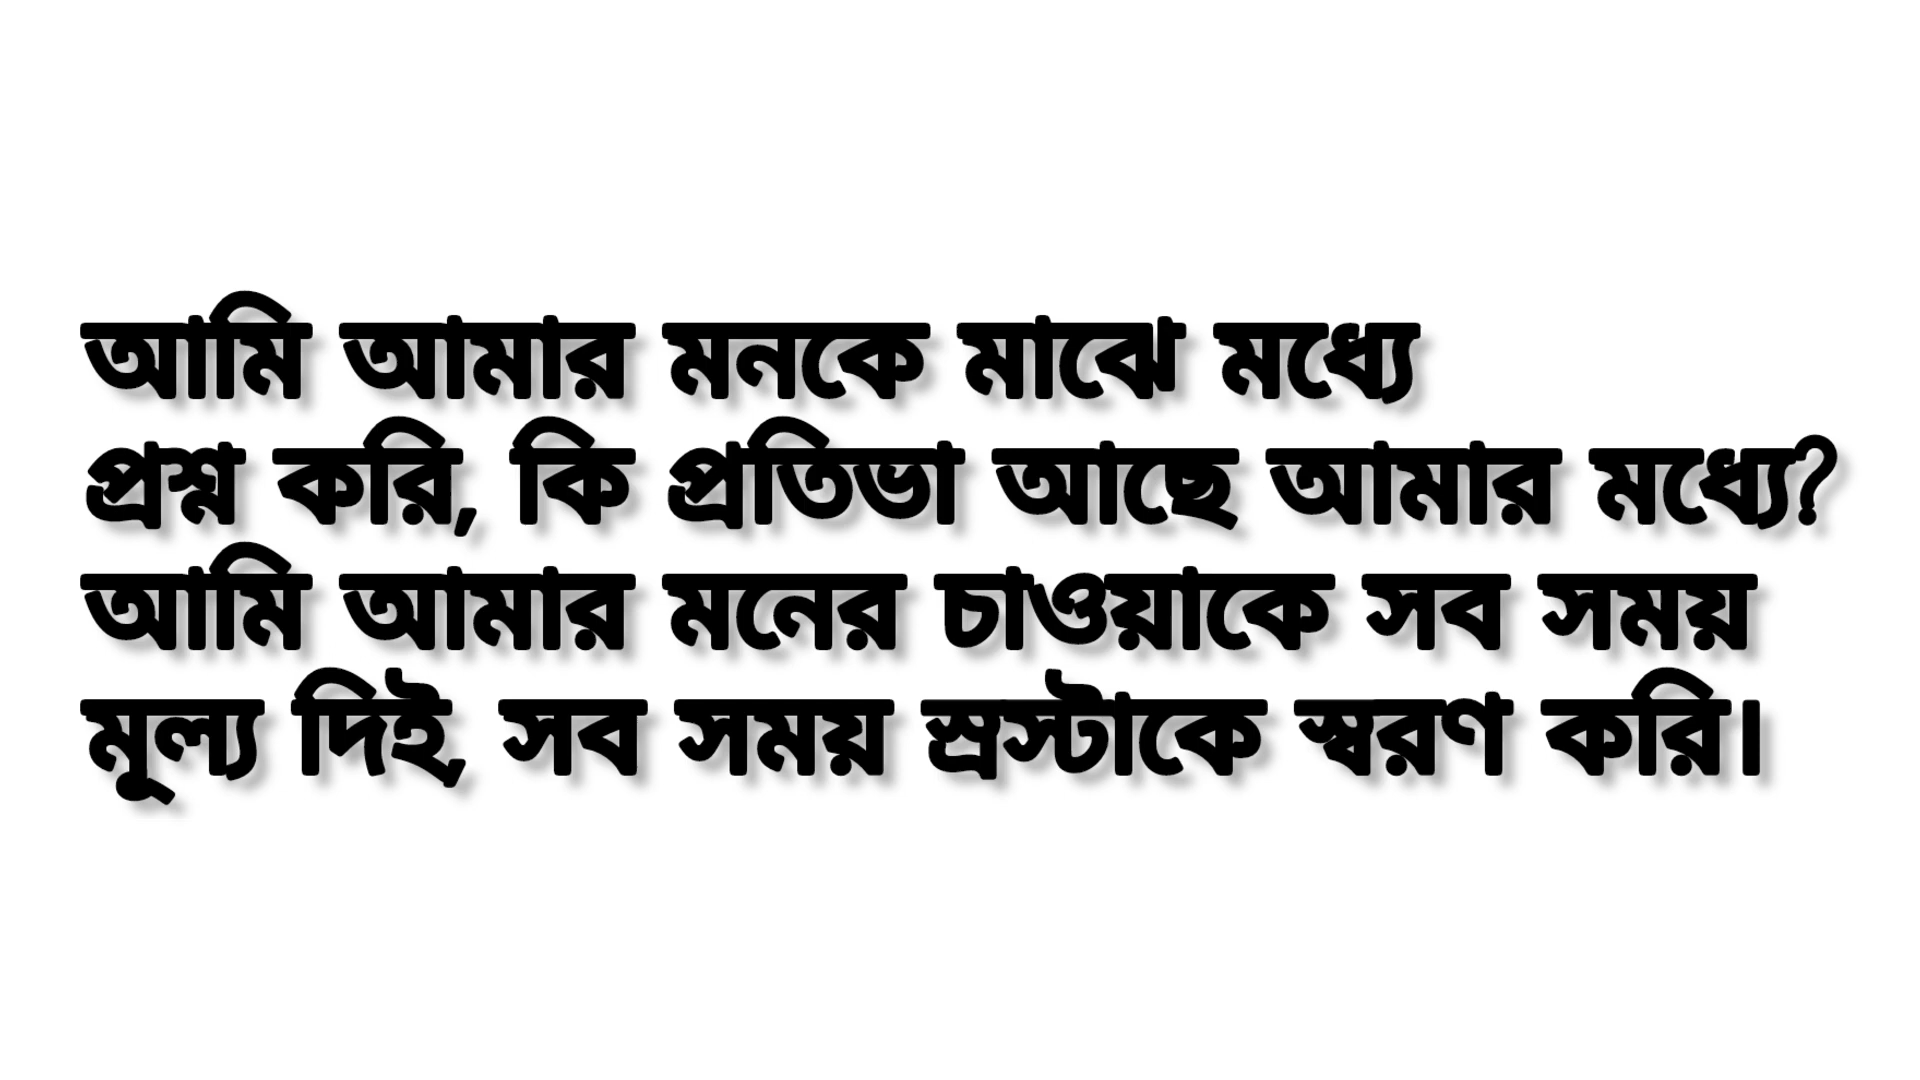 আমি আমার মনকে মাঝে মধ্যে
প্রশ্ন করি, কি প্রতিভা আছে আমার মধ্যে?
আমি আমার মনের চাওয়াকে সব সময়
মূল্য দিই, সব সময় স্রস্টাকে স্বরণ করি।